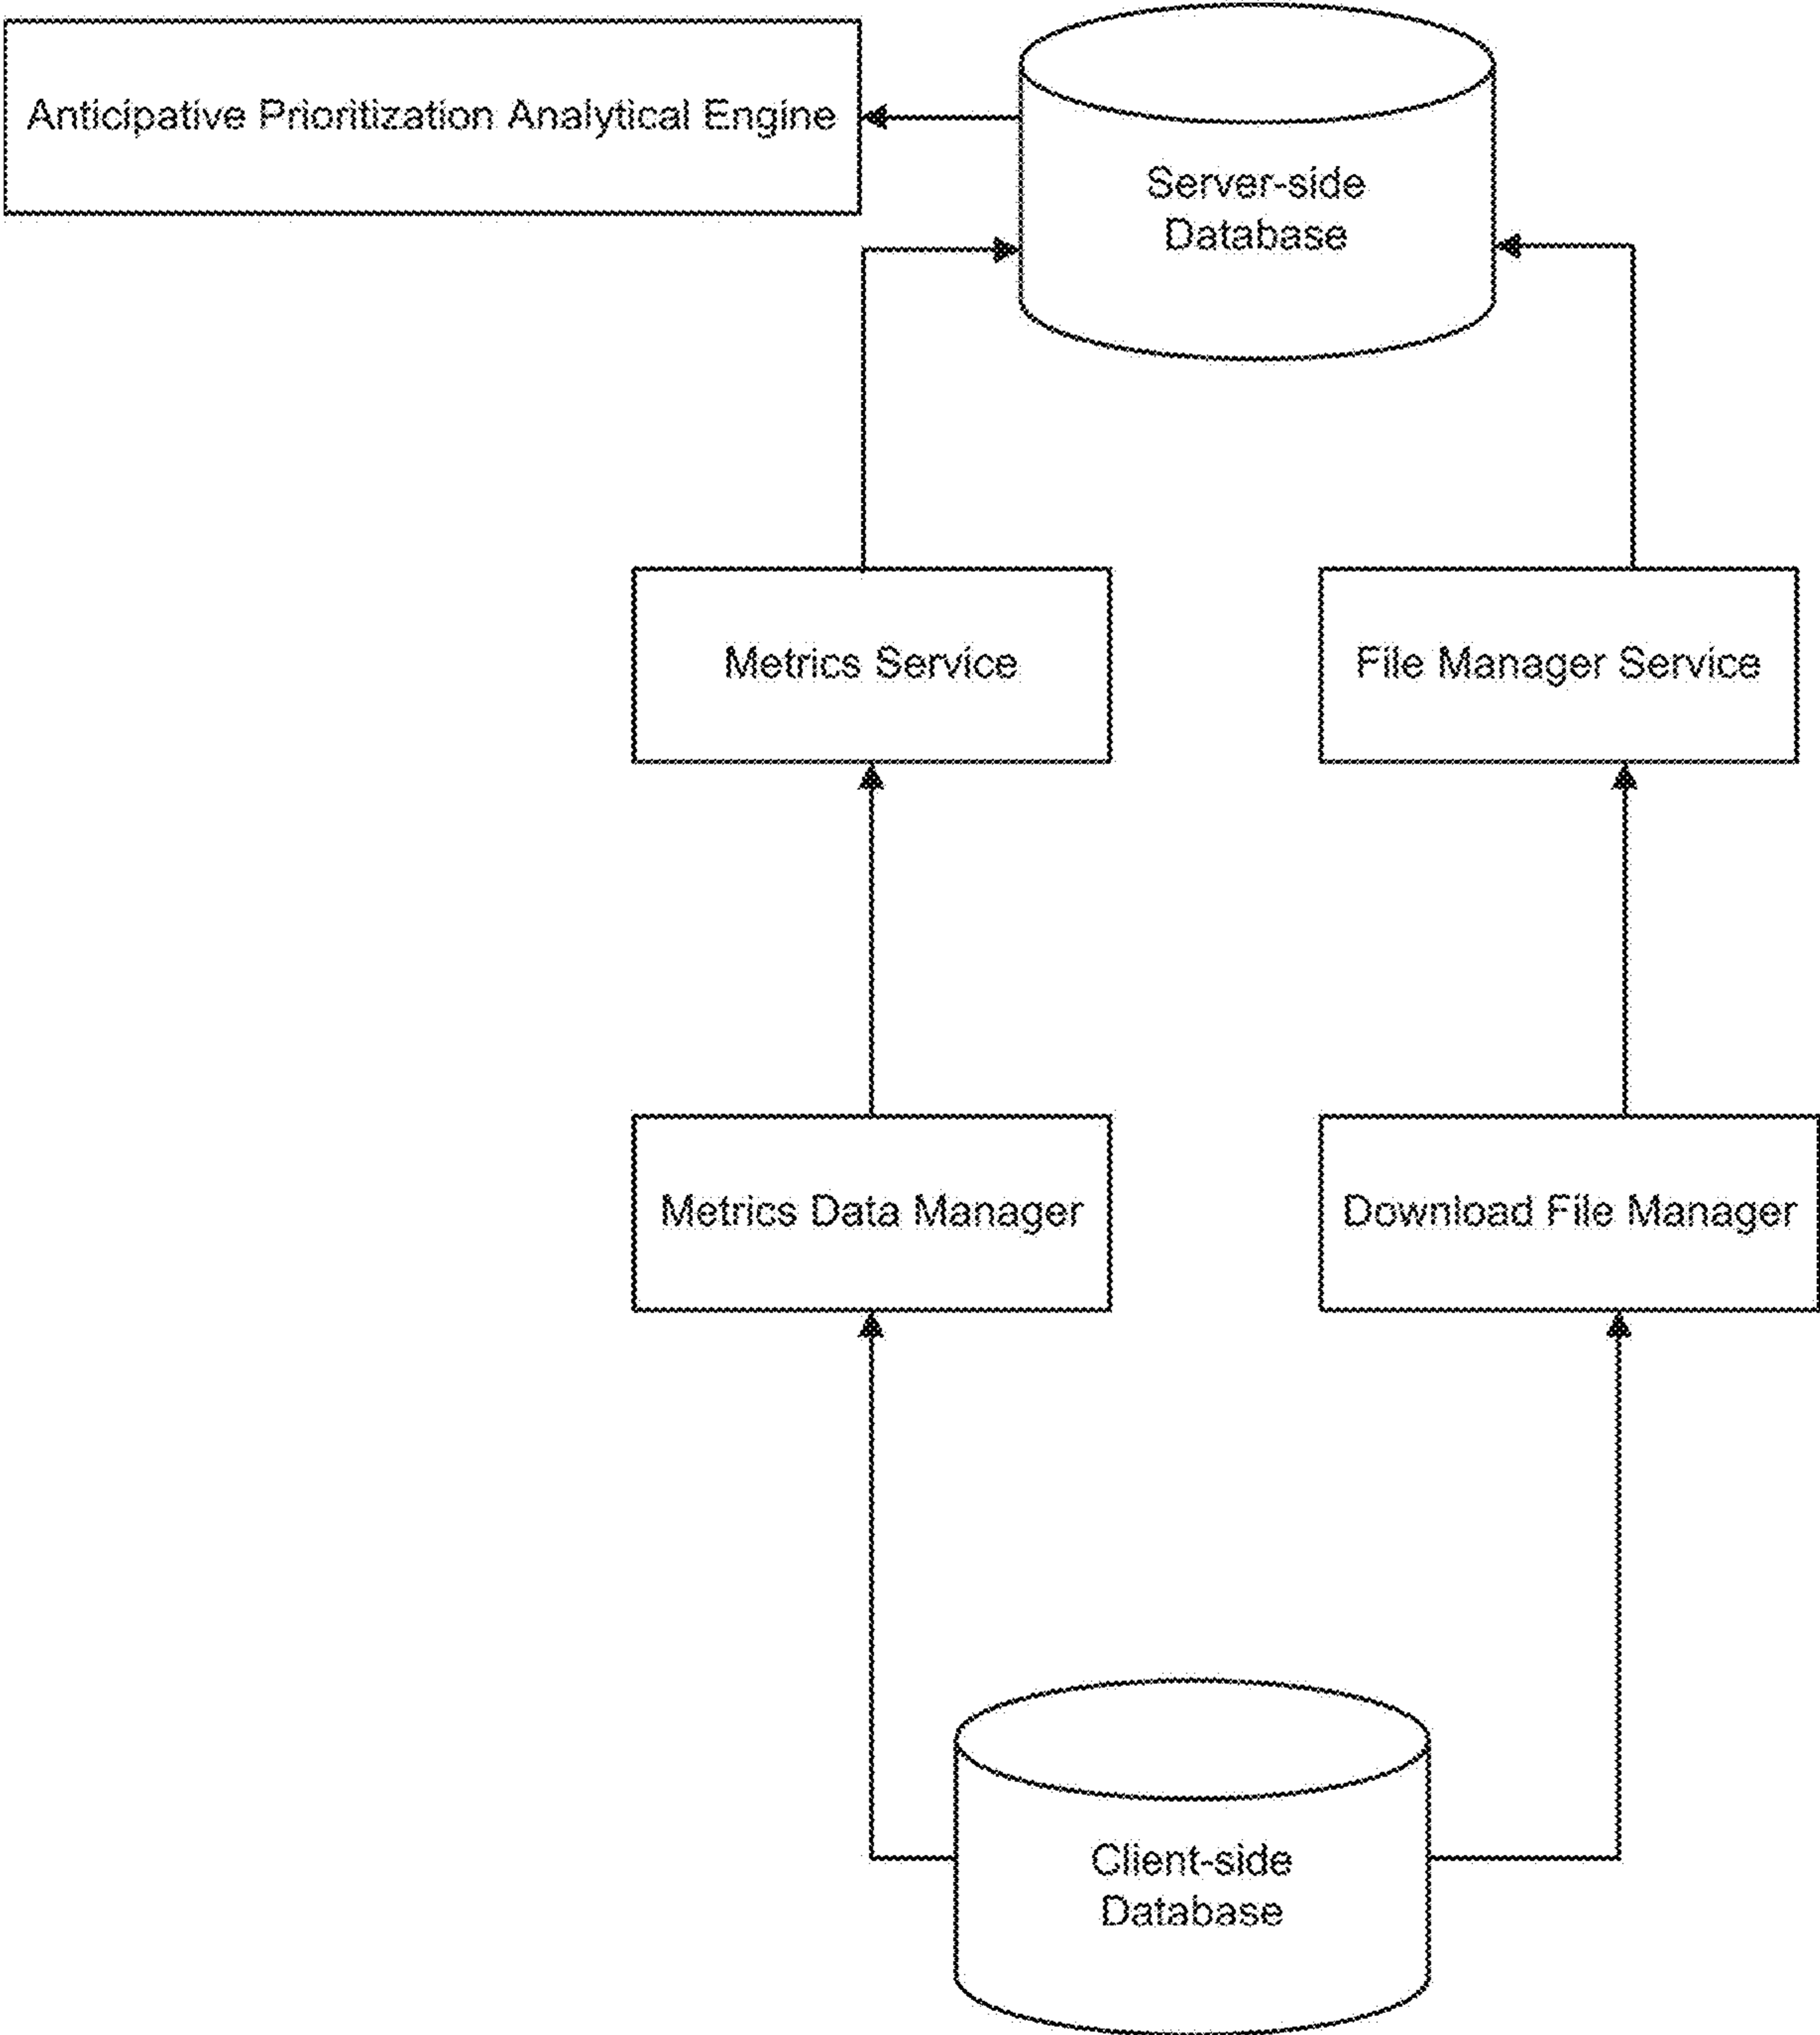 Anticipative Prioritization Analytical Engine
Server-side
Database
Metrics Service
File Manager Service
Metrics Data Manager
Download File Manager
Client-side
Database